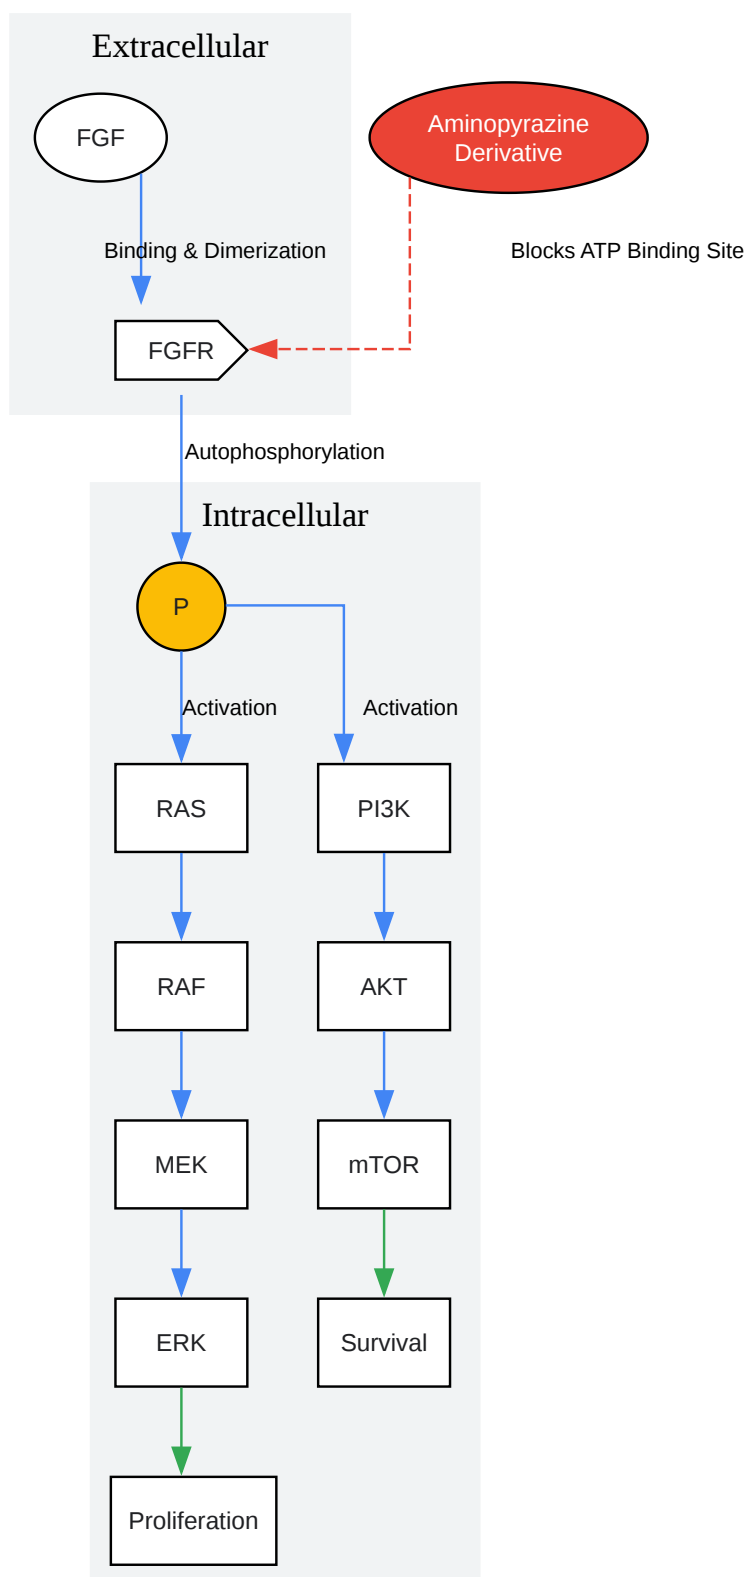 Extracellular
FGF
Aminopyrazine
Derivative
Binding & Dimerization
Blocks ATP Binding Site
FGFR
Autophosphorylation
Intracellular
P
Activation
Activation
RAS
PI3K
RAF
AKT
MEK
mTOR
ERK
Survival
Proliferation